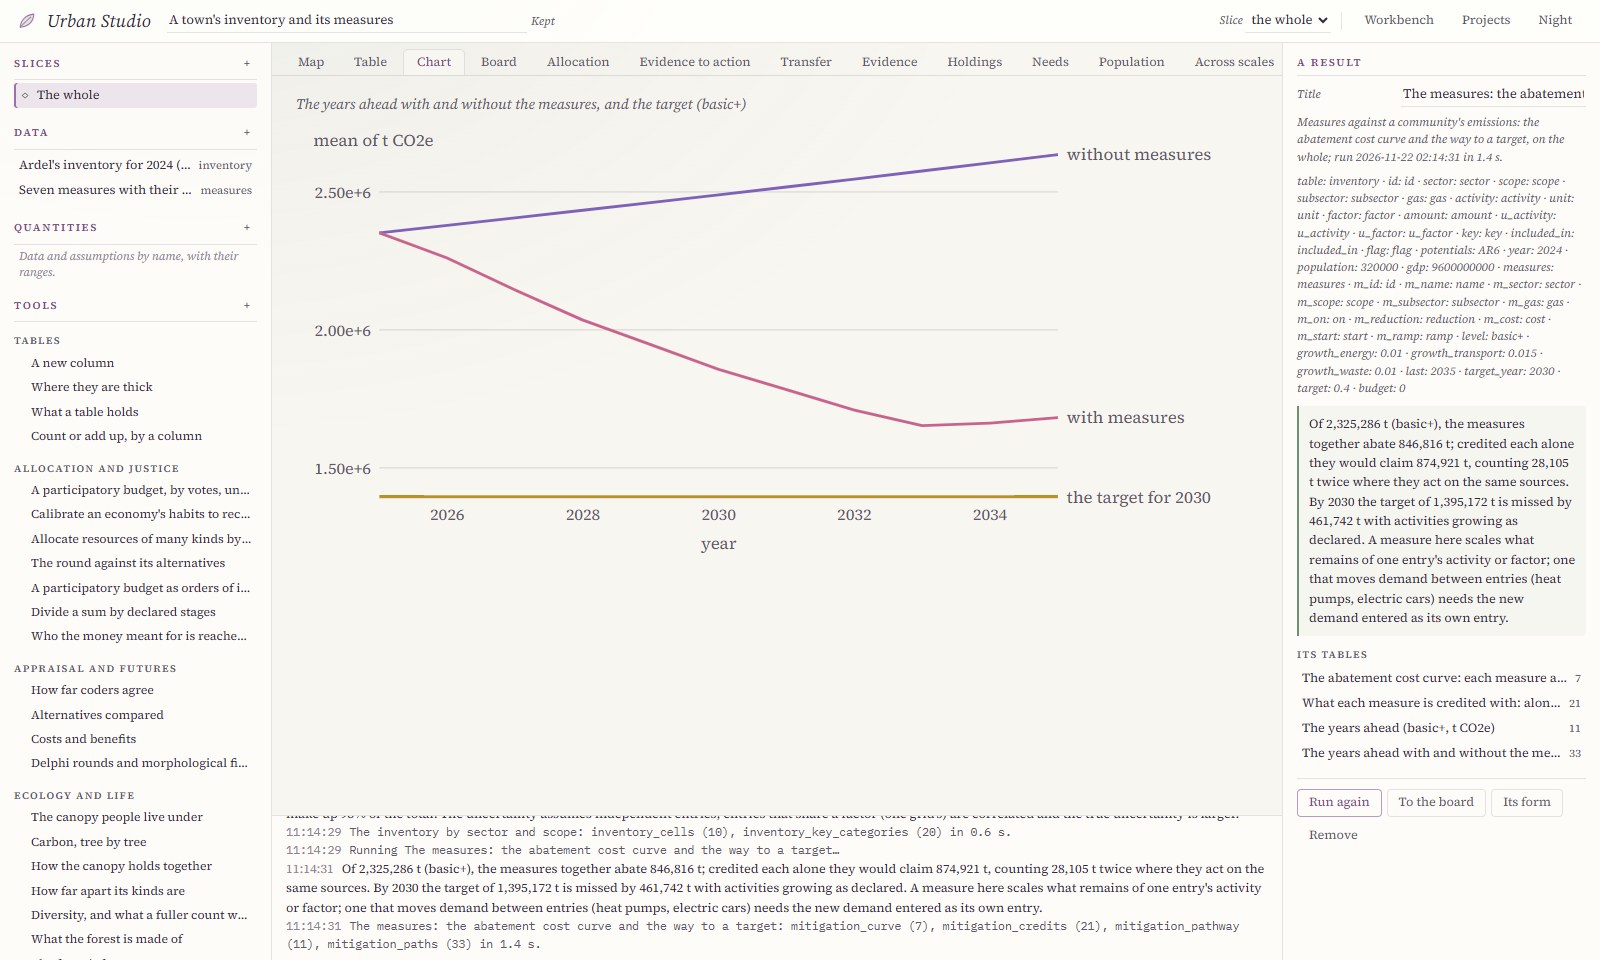 Urban Studio
A town's inventory and its measures
Kept
Slice
the whole
Workbench
Projects
Night
SLICES
+
The whole
DATA
+
Ardel's inventory for 2024 (... inventory
Seven measures with their ... measures
QUANTITIES
+
Data and assumptions by name, with their
ranges.
TOOLS
+
TABLES
A new column
Where they are thick
What a table holds
Count or add up, by a column
ALLOCATION AND JUSTICE
A participatory budget, by votes, un...
Calibrate an economy's habits to rec...
Allocate resources of many kinds by...
The round against its alternatives
A participatory budget as orders of i...
Divide a sum by declared stages
Who the money meant for is reache...
APPRAISAL AND FUTURES
How far coders agree
Alternatives compared
Costs and benefits
Delphi rounds and morphological fi...
ECOLOGY AND LIFE
The canopy people live under
Carbon, tree by tree
How the canopy holds together
How far apart its kinds are
Diversity, and what a fuller count w...
What the forest is made of
Map
Table
Chart
Board
Allocation
Evidence to action
Transfer
Evidence
Holdings
Needs
Population
Across scales
The years ahead with and without the measures, and the target (basic+)
mean of t CO2e
without measures
2.50e+6
2.00e+6
with measures
1.50e+6
the target for 2030
2026
2028
2030
2032
2034
year
11:14:29 The inventory by sector and scope: inventory_cells (10), inventory_key_categories (20) in 0.6 s.
11:14:29 Running The measures: the abatement cost curve and the way to a target…
11:14:31 Of 2,325,286 t (basic+), the measures together abate 846,816 t; credited each alone they would claim 874,921 t, counting 28,105 t twice where they act on the
same sources. By 2030 the target of 1,395,172 t is missed by 461,742 t with activities growing as declared. A measure here scales what remains of one entry's activity
or factor; one that moves demand between entries (heat pumps, electric cars) needs the new demand entered as its own entry.
11:14:31 The measures: the abatement cost curve and the way to a target: mitigation_curve (7), mitigation_credits (21), mitigation_pathway
(11), mitigation_paths (33) in 1.4 s.
A RESULT
Title
The measures: the abatement
Measures against a community's emissions: the
abatement cost curve and the way to a target, on the
whole; run 2026-11-22 02:14:31 in 1.4 s.
table: inventory · id: id · sector: sector · scope: scope ·
subsector: subsector · gas: gas · activity: activity · unit:
unit · factor: factor · amount: amount · u_activity:
u_activity · u_factor: u_factor · key: key · included_in:
included_in · flag: flag · potentials: AR6 · year: 2024 ·
population: 320000 · gdp: 9600000000 · measures:
measures · m_id: id · m_name: name · m_sector: sector ·
m_scope: scope · m_subsector: subsector · m_gas: gas ·
m_on: on · m_reduction: reduction · m_cost: cost ·
m_start: start · m_ramp: ramp · level: basic+ ·
growth_energy: 0.01 · growth_transport: 0.015 ·
growth_waste: 0.01 · last: 2035 · target_year: 2030 ·
target: 0.4 · budget: 0
Of 2,325,286 t (basic+), the measures
together abate 846,816 t; credited each alone
they would claim 874,921 t, counting 28,105
t twice where they act on the same sources.
By 2030 the target of 1,395,172 t is missed by
461,742 t with activities growing as
declared. A measure here scales what
remains of one entry's activity or factor; one
that moves demand between entries (heat
pumps, electric cars) needs the new
demand entered as its own entry.
ITS TABLES
The abatement cost curve: each measure a... 7
What each measure is credited with: alon... 21
The years ahead (basic+, t CO2e) 11
The years ahead with and without the me... 33
Run again
To the board
Its form
Remove